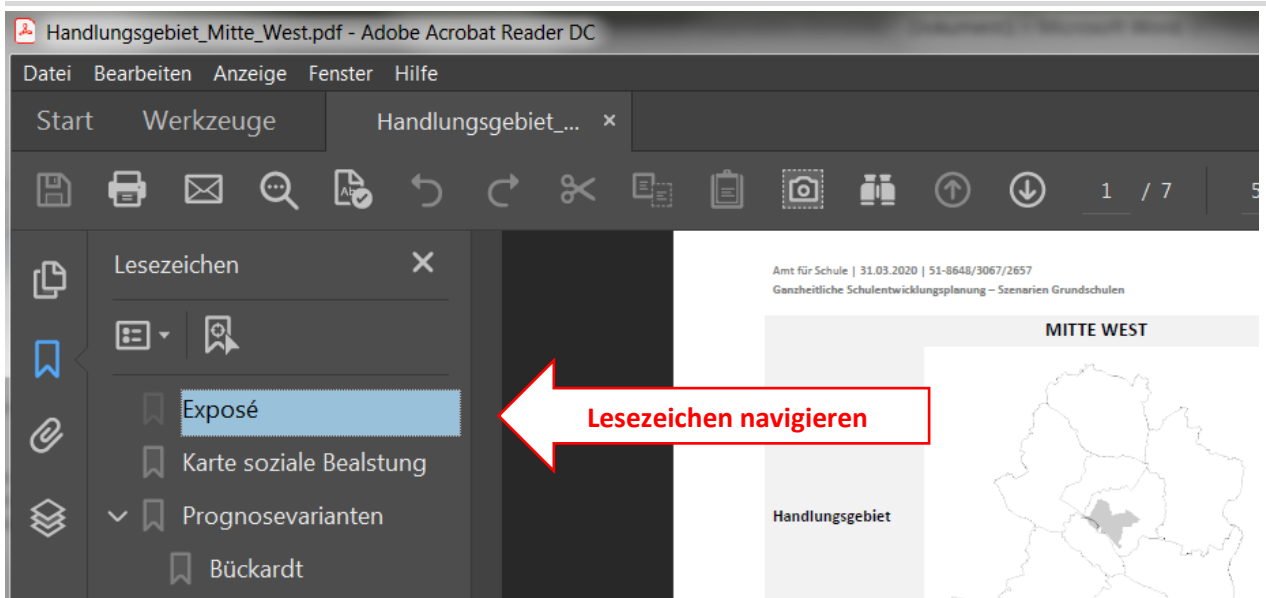 Handlungsgebiet_Mitte_West.pdf - Adobe Acrobat Reader DC
Datei Bearbeiten Anzeige Fenster Hilfe
Start Werkzeuge Handlungsgebiet_... ×
1 / 7 5
Lesezeichen
Amt für Schule | 31.03.2020 | 51-8648/3067/2657
Ganzheitliche Schulentwicklungsplanung – Szenarien Grundschulen
MITTE WEST
Exposé
Lesezeichen navigieren
Karte soziale Bealstung
Prognosevarianten
Handlungsgebiet
Bückardt